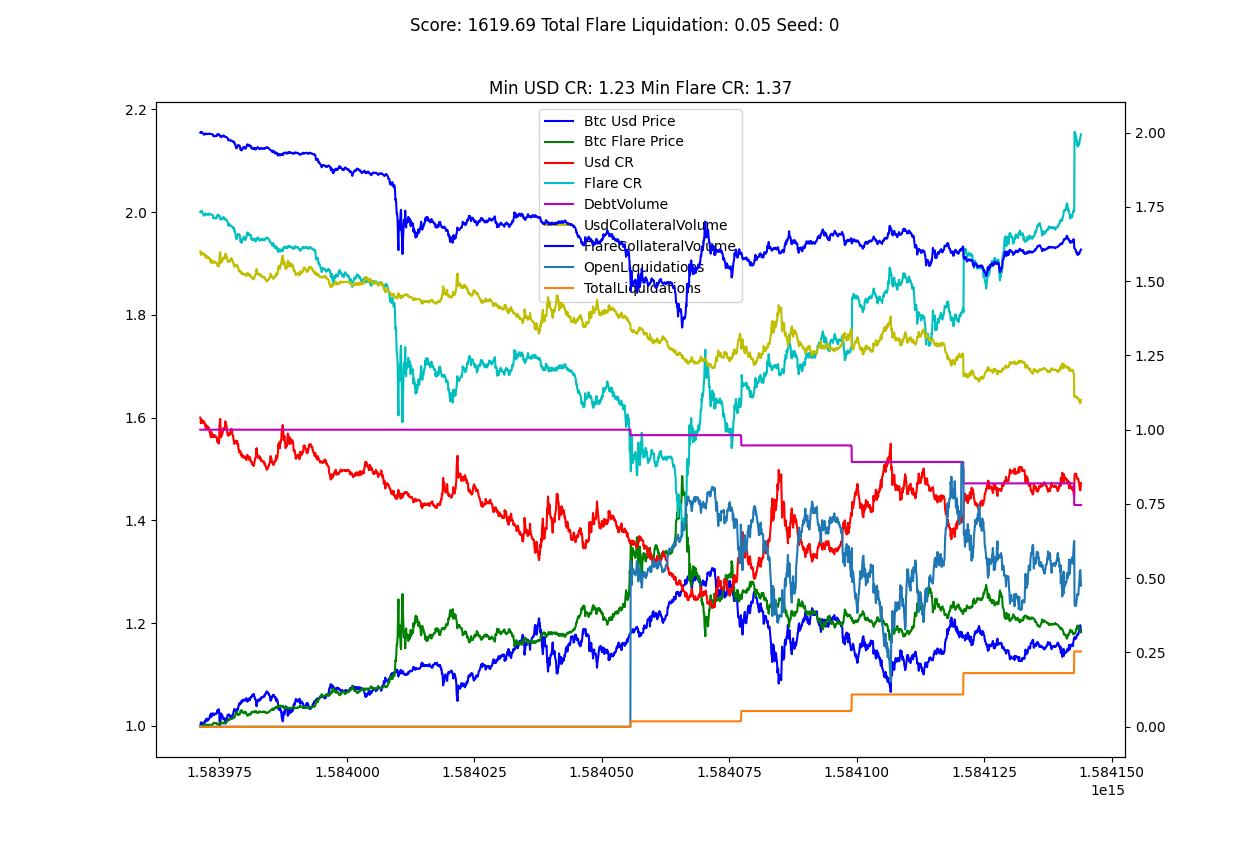 Score: 1619.69 Total Flare Liquidation: 0.05 Seed: 0
Min USD CR: 1.23 Min Flare CR: 1.37
Btc Usd Price
Btc Flare Price
Usd CR
Flare CR
DebtVolume
UsdCollateralVolume
FlareCollateralVolume
OpenLiquidations
TotalLiquidations
2.2
2.0
1.8
1.6
1.4
1.2
1.0
2.00
1.75
1.50
1.25
1.00
0.75
0.50
0.25
0.00
1.583975 1.584000 1.584025 1.584050 1.584075 1.584100 1.584125 1.584150
1e15